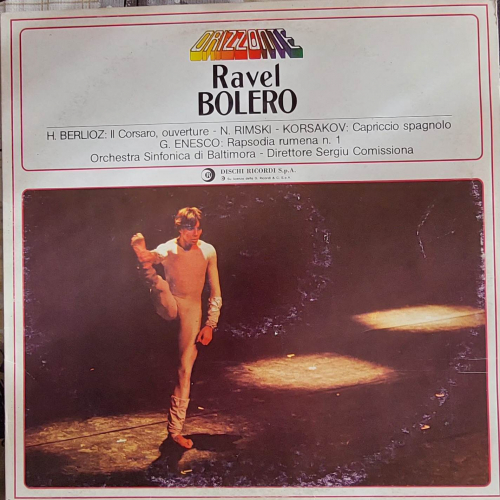 ORIZZONTE
Ravel
BOLERO
H. BERLIOZ: Il Corsaro, ouverture - N. RIMSKI - KORSAKOV: Capriccio spagnolo
G. ENESCO: Rapsodia rumena n. 1
Orchestra Sinfonica di Baltimora - Direttore Sergiu Comissiona
DISCHI RICORDI S.p.A.